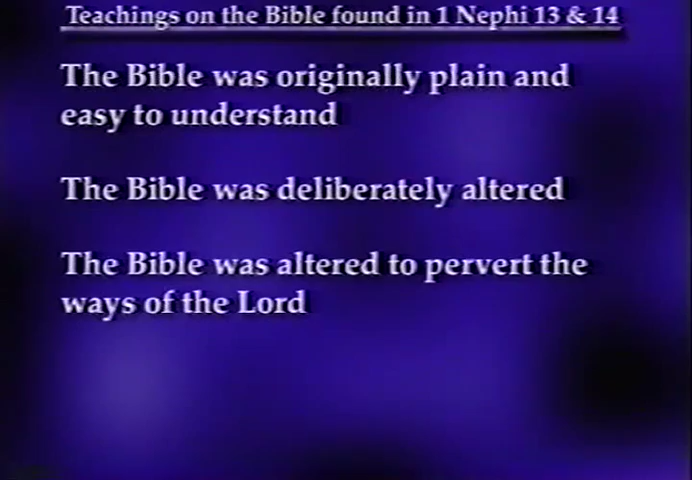 Teachings on the Bible found in 1 Nephi 13 & 14
The Bible was originally plain and
easy to understand
The Bible was deliberately altered
The Bible was altered to pervert the
ways of the Lord